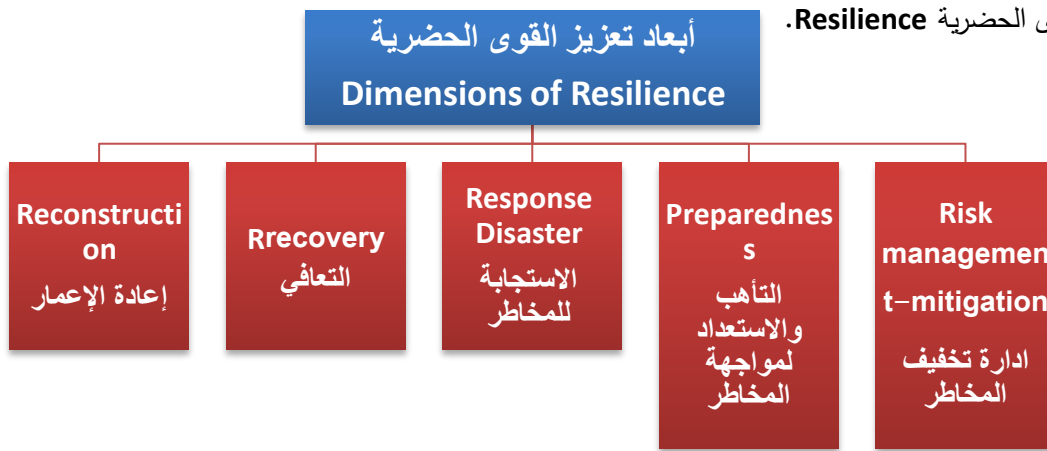 الحضرية Resilience.
أبعاد تعزيز القوى الحضرية
Dimensions of Resilience
Risk
managemen
t-mitigation
ادارة تخفيف
المخاطر
Preparednes
s
التأهب
والاستعداد
لمواجهة
المخاطر
Response
Disaster
الاستجابة
للمخاطر
Rrecovery
التعافي
Reconstructi
on
إعادة الإعمار